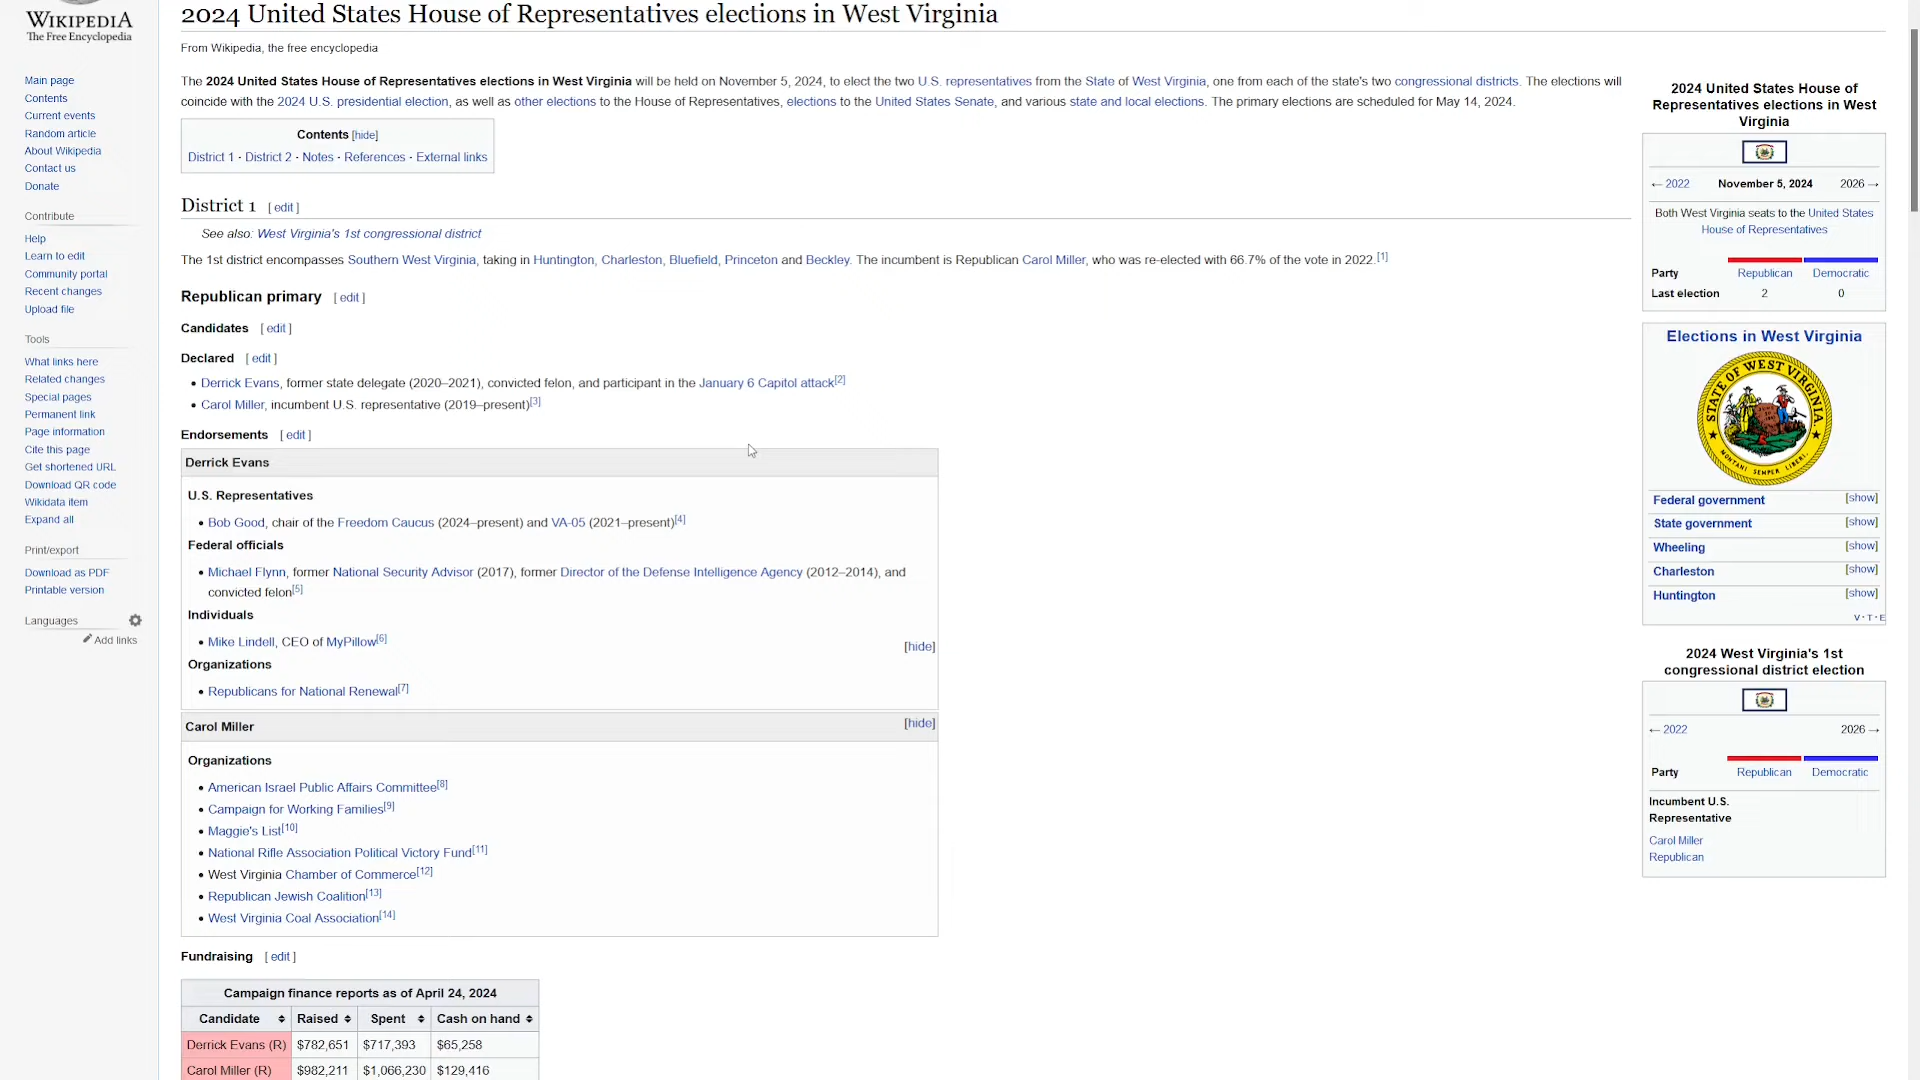 WIKIPEDIA
The Free Encyclopedia
Main page
Contents
Current events
Random article
About Wikipedia
Contact us
Donate
Contribute
Help
Learn to edit
Community portal
Recent changes
Upload file
Tools
What links here
Related changes
Special pages
Permanent link
Page information
Cite this page
Get shortened URL
Download QR code
Wikidata item
Expand all
Print/export
Download as PDF
Printable version
Languages
Add links
2024 United States House of Representatives elections in West Virginia
From Wikipedia, the free encyclopedia
The 2024 United States House of Representatives elections in West Virginia will be held on November 5, 2024, to elect the two U.S. representatives from the State of West Virginia, one from each of the state's two congressional districts. The elections will
coincide with the 2024 U.S. presidential election, as well as other elections to the House of Representatives, elections to the United States Senate, and various state and local elections. The primary elections are scheduled for May 14, 2024.
Contents [hide]
District 1 · District 2 · Notes · References · External links
District 1 [ edit ]
See also: West Virginia's 1st congressional district
The 1st district encompasses Southern West Virginia, taking in Huntington, Charleston, Bluefield, Princeton and Beckley. The incumbent is Republican Carol Miller, who was re-elected with 66.7% of the vote in 2022.[1]
Republican primary [ edit ]
Candidates [ edit ]
Declared [ edit ]
• Derrick Evans, former state delegate (2020–2021), convicted felon, and participant in the January 6 Capitol attack[2]
• Carol Miller, incumbent U.S. representative (2019–present)[3]
Endorsements [ edit ]
Derrick Evans
U.S. Representatives
• Bob Good, chair of the Freedom Caucus (2024–present) and VA-05 (2021–present)[4]
Federal officials
• Michael Flynn, former National Security Advisor (2017), former Director of the Defense Intelligence Agency (2012–2014), and
convicted felon[5]
Individuals
• Mike Lindell, CEO of MyPillow[6]
[hide]
Organizations
• Republicans for National Renewal[7]
Carol Miller [hide]
Organizations
• American Israel Public Affairs Committee[8]
• Campaign for Working Families[9]
• Maggie's List[10]
• National Rifle Association Political Victory Fund[11]
• West Virginia Chamber of Commerce[12]
• Republican Jewish Coalition[13]
• West Virginia Coal Association[14]
Fundraising [ edit ]
Campaign finance reports as of April 24, 2024
Candidate Raised Spent Cash on hand
Derrick Evans (R) $782,651 $717,393 $65,258
Carol Miller (R) $982,211 $1,066,230 $129,416
2024 United States House of
Representatives elections in West
Virginia
← 2022 November 5, 2024 2026 →
Both West Virginia seats to the United States
House of Representatives
Party Republican Democratic
Last election 2 0
Elections in West Virginia
STATE OF WEST VIRGINIA
MONTANI SEMPER LIBERI
Federal government [show]
State government [show]
Wheeling [show]
Charleston [show]
Huntington [show]
V · T · E
2024 West Virginia's 1st
congressional district election
← 2022 2026 →
Party Republican Democratic
Incumbent U.S.
Representative
Carol Miller
Republican